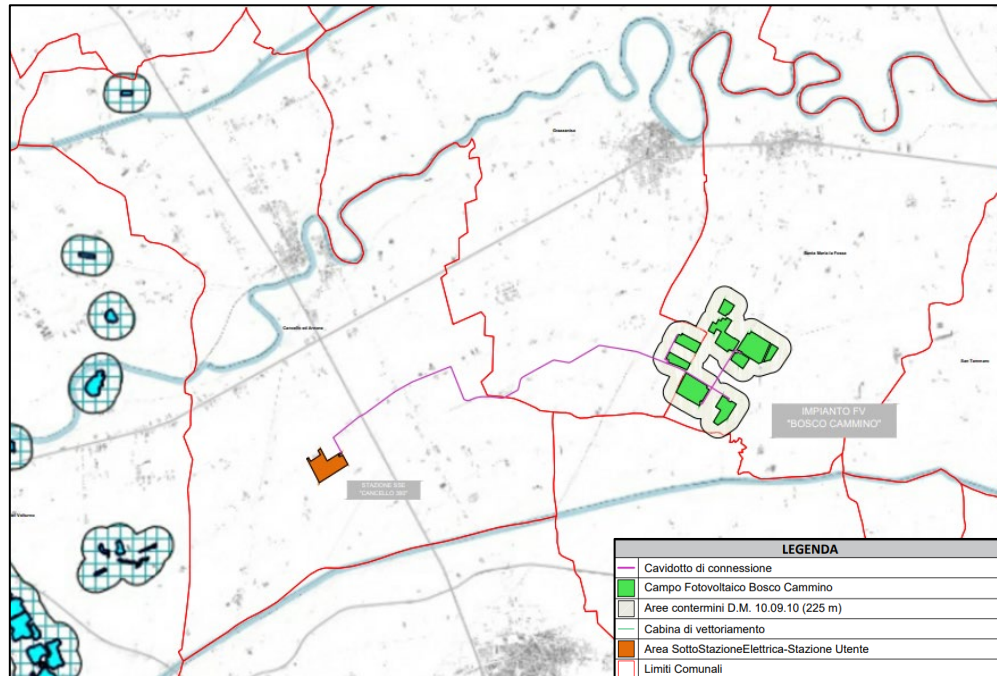 Grazzanise
Santa Maria la Fossa
Cancello ed Arnone
San Tammaro
IMPIANTO FV
"BOSCO CAMMINO"
STAZIONE SSE
"CANCELLO 380"
LEGENDA
Cavidotto di connessione
Campo Fotovoltaico Bosco Cammino
Aree contermini D.M. 10.09.10 (225 m)
Cabina di vettoriamento
Area SottoStazioneElettrica-Stazione Utente
Limiti Comunali